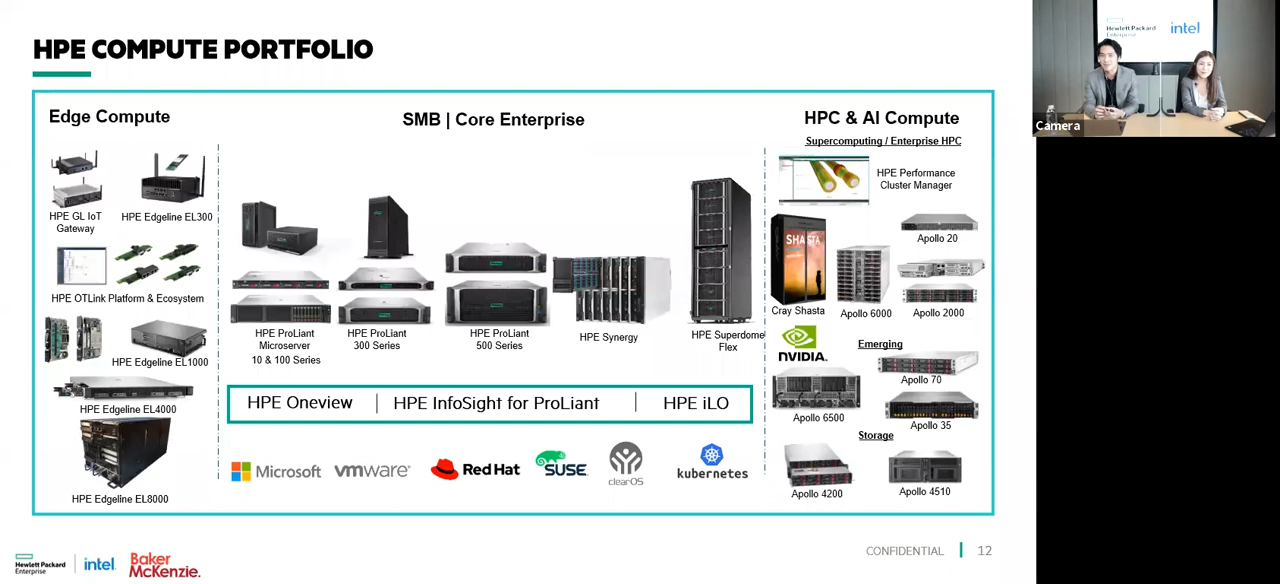 HPE COMPUTE PORTFOLIO
Edge Compute
HPE GL IoT
Gateway
HPE Edgeline EL300
HPE OTLink Platform & Ecosystem
HPE Edgeline EL1000
HPE Edgeline EL4000
HPE Edgeline EL8000
SMB | Core Enterprise
HPE ProLiant
Microserver
10 & 100 Series
HPE ProLiant
300 Series
HPE ProLiant
500 Series
HPE Synergy
HPE Superdome
Flex
HPE Oneview | HPE InfoSight for ProLiant | HPE iLO
Microsoft
vmware
Red Hat
SUSE
clearOS
kubernetes
HPC & AI Compute
Supercomputing / Enterprise HPC
HPE Performance
Cluster Manager
SHASTA
Cray Shasta
Apollo 6000
Apollo 20
Apollo 2000
NVIDIA.
Emerging
Apollo 70
Apollo 6500
Apollo 35
Storage
Apollo 4200
Apollo 4510
Hewlett Packard
Enterprise
intel
Baker
McKenzie.
CONFIDENTIAL | 12
Hewlett Packard
Enterprise
intel
Camera